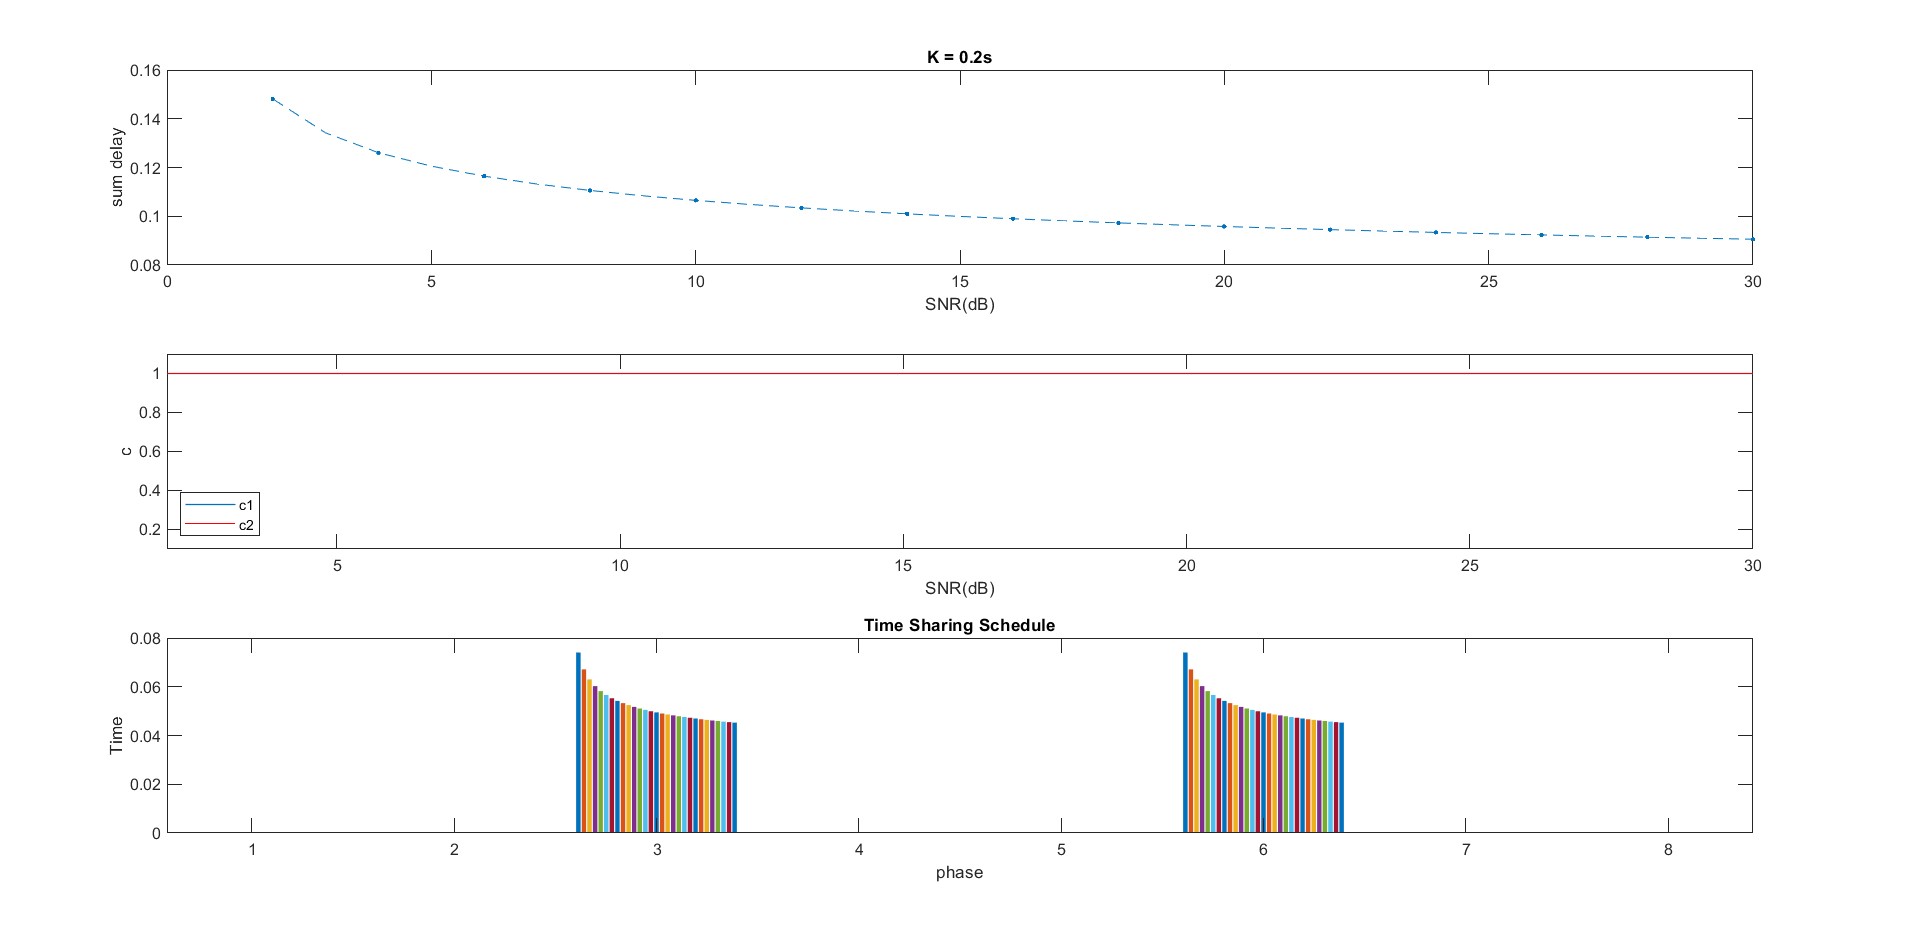 K = 0.2s
0.16
0.14
0.12
0.1
0.08
sum delay
0 5 10 15 20 25 30
SNR(dB)
1
0.8
0.6
0.4
0.2
c
c1
c2
5 10 15 20 25 30
SNR(dB)
Time Sharing Schedule
0.08
0.06
0.04
0.02
0
Time
1 2 3 4 5 6 7 8
phase